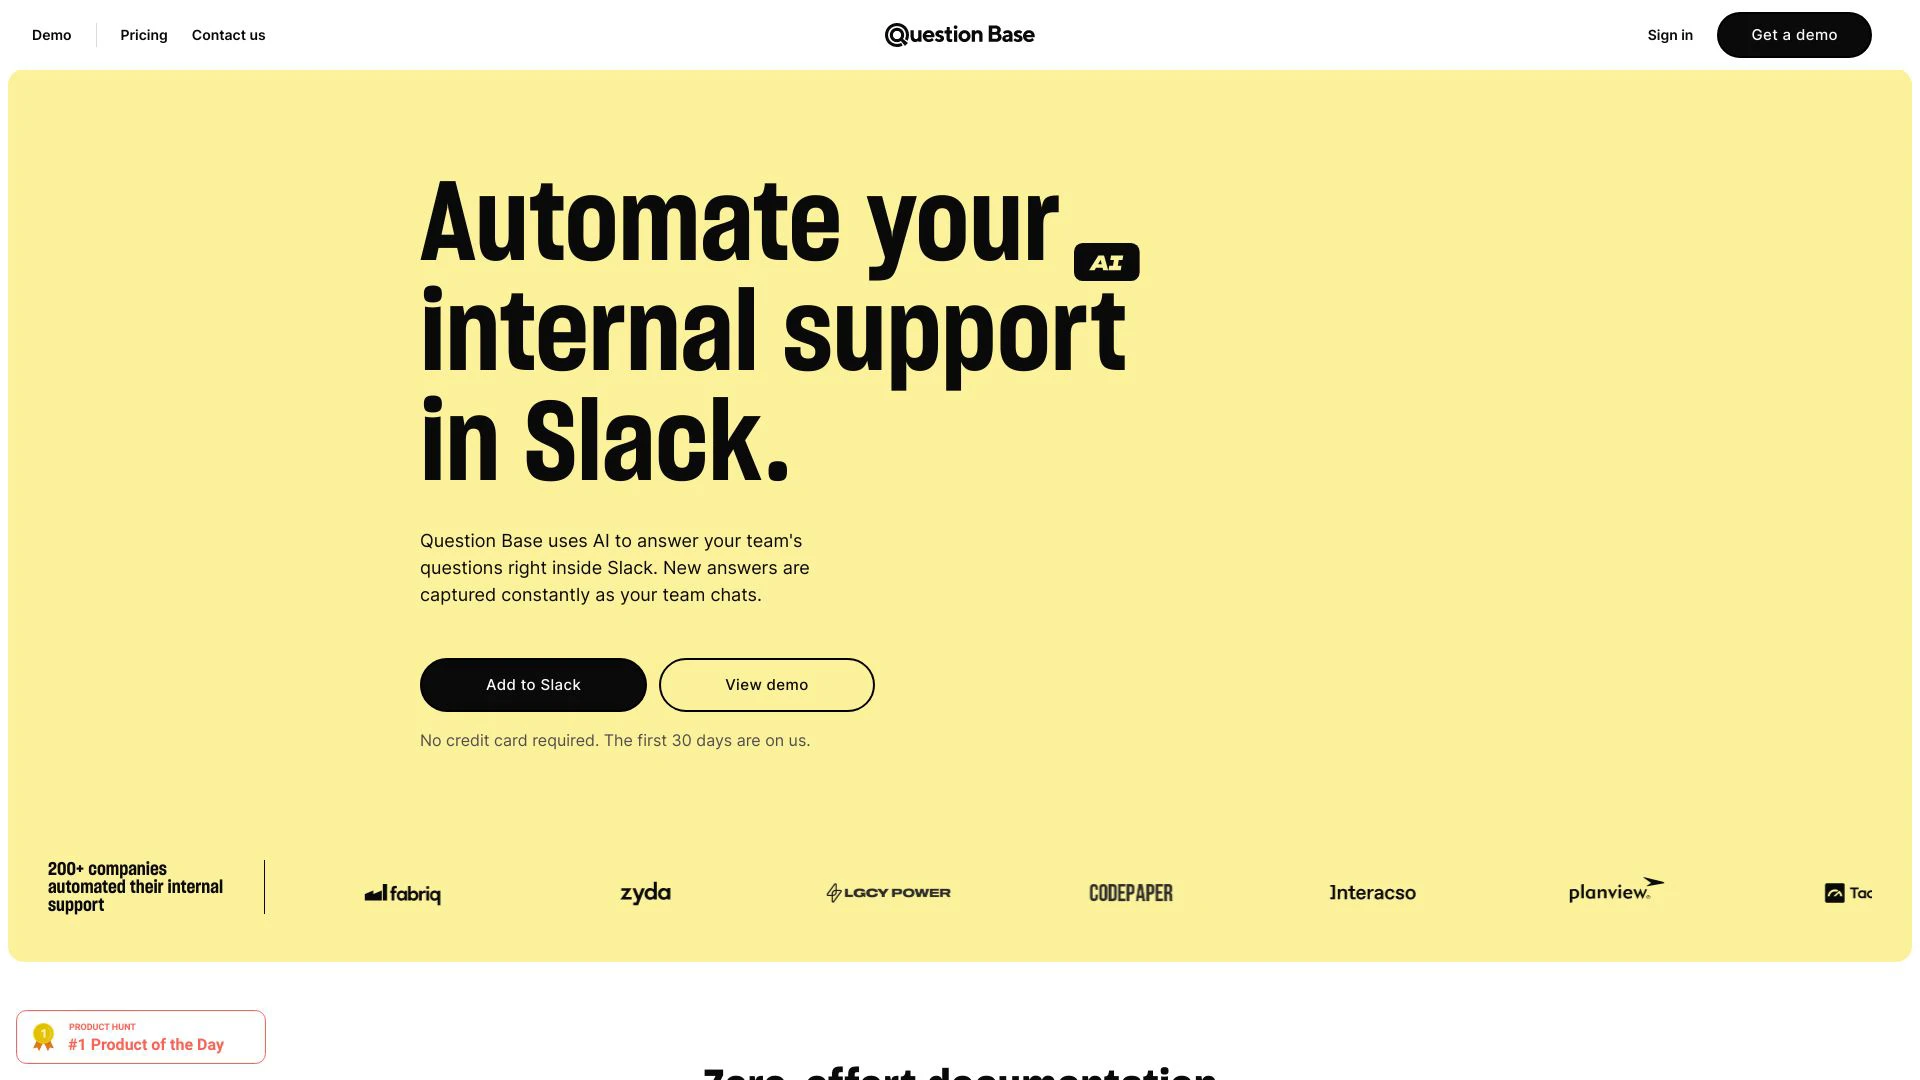 Demo
Pricing
Contact us
Question Base
Sign in
Get a demo
Automate your
AI
internal support
in Slack.
Question Base uses AI to answer your team's
questions right inside Slack. New answers are
captured constantly as your team chats.
Add to Slack
View demo
No credit card required. The first 30 days are on us.
200+ companies
automated their internal
support
fabriq
zyda
LGCY POWER
CODEPAPER
Interacso
planview
Tac
1
PRODUCT HUNT
#1 Product of the Day
Zero-effort documentation